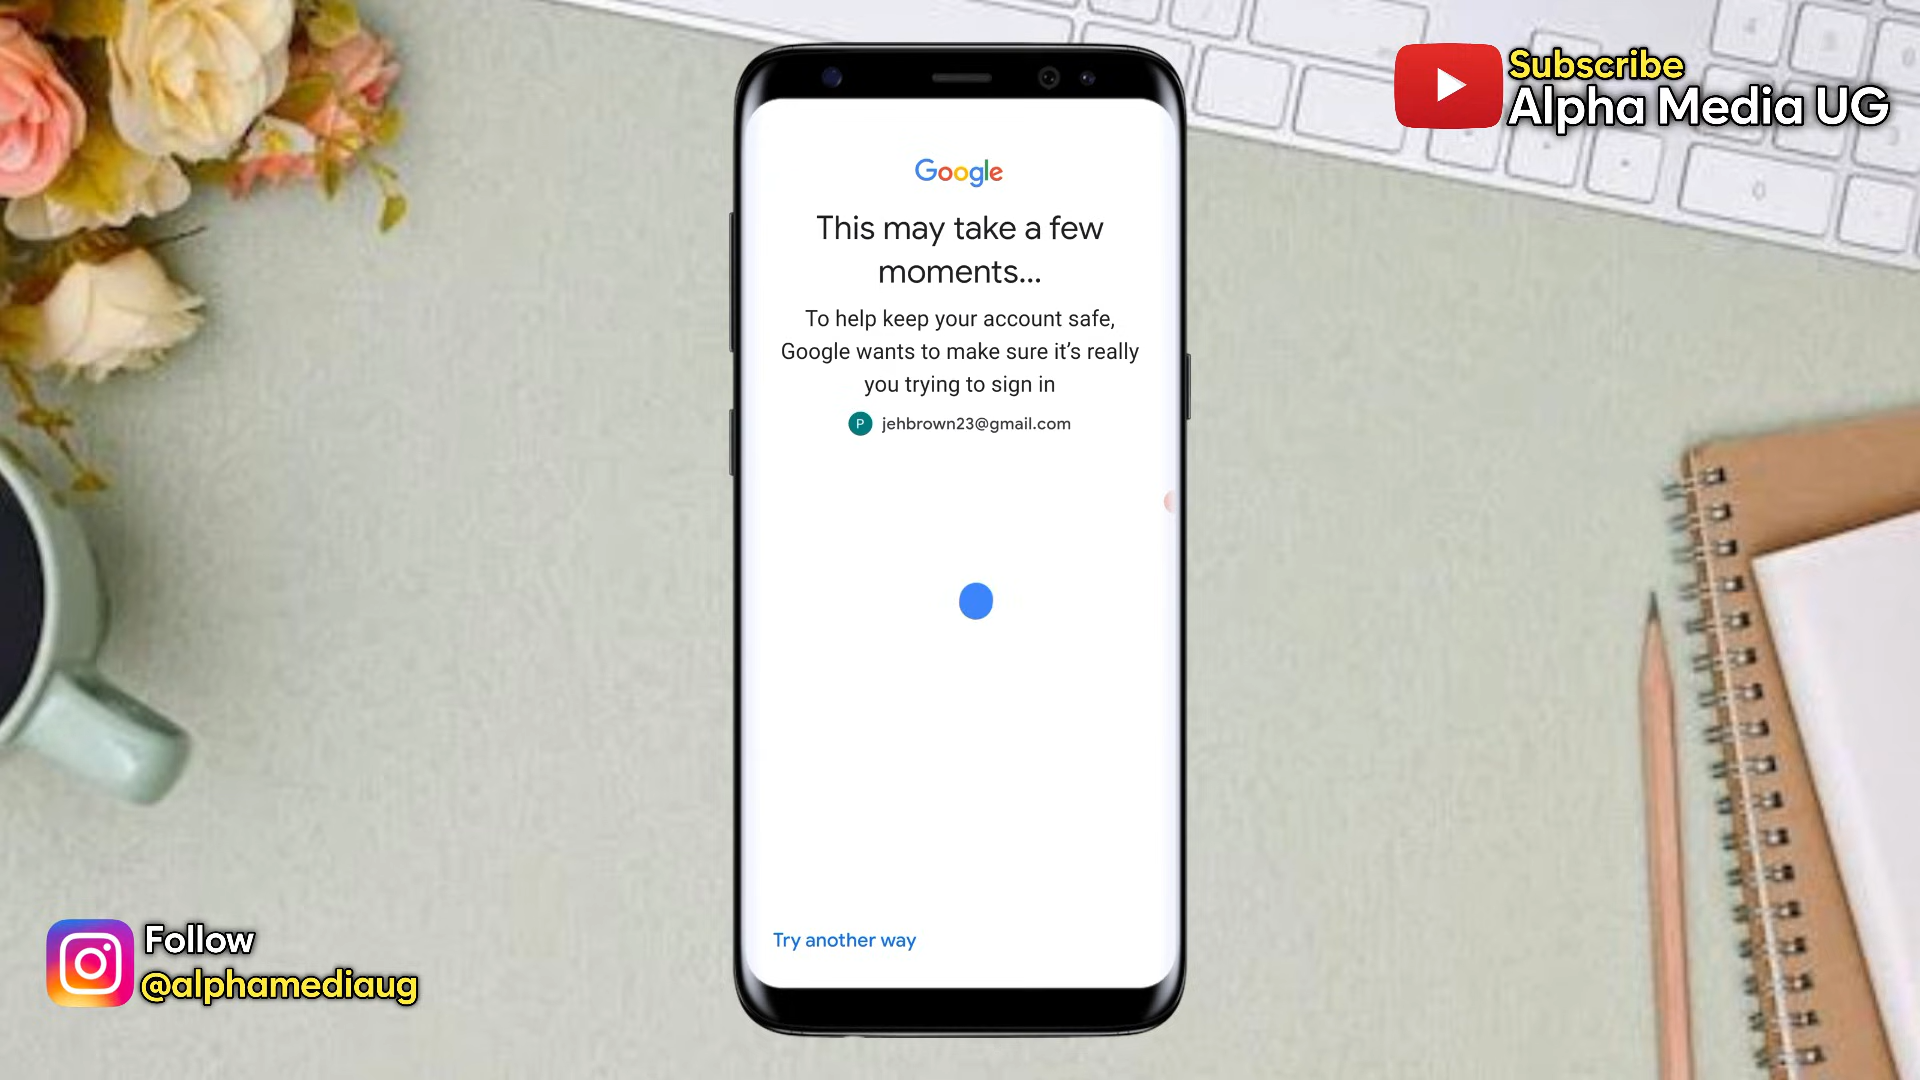 Subscribe
Alpha Media UG
Google
This may take a few
moments...
To help keep your account safe,
Google wants to make sure it’s really
you trying to sign in
P jehbrown23@gmail.com
Try another way
Follow
@alphamediaug